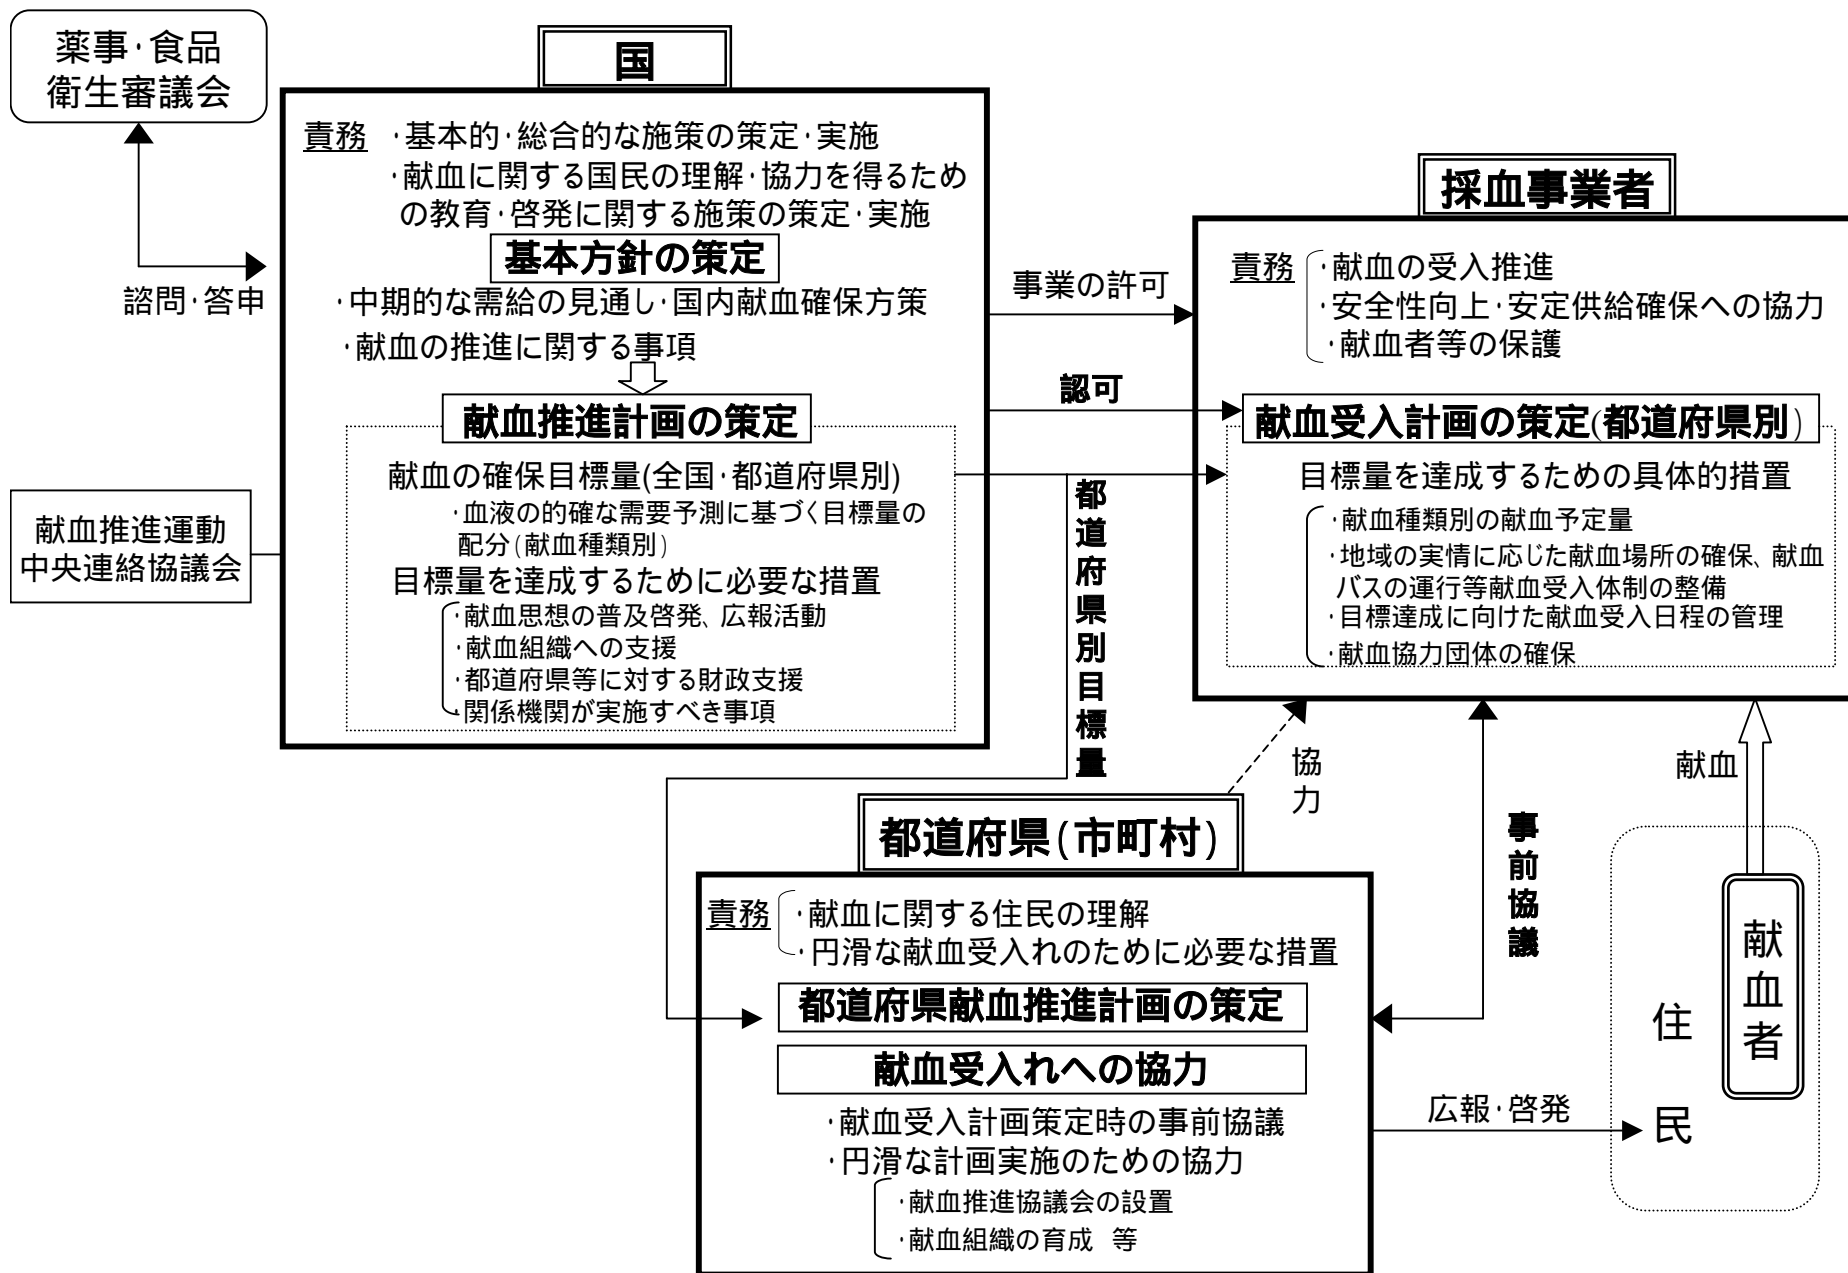 薬事・食品
衛生審議会
諮問・答申
献血推進運動
中央連絡協議会
国
責務 ・基本的・総合的な施策の策定・実施
・献血に関する国民の理解・協力を得るため
の教育・啓発に関する施策の策定・実施
基本方針の策定
・中期的な需給の見通し・国内献血確保方策
・献血の推進に関する事項
献血推進計画の策定
献血の確保目標量(全国・都道府県別)
・血液の的確な需要予測に基づく目標量の
配分(献血種類別)
目標量を達成するために必要な措置
・献血思想の普及啓発、広報活動
・献血組織への支援
・都道府県等に対する財政支援
・関係機関が実施すべき事項
事業の許可
認可
都道府県別目標量
採血事業者
責務 ・献血の受入推進
・安全性向上・安定供給確保への協力
・献血者等の保護
献血受入計画の策定(都道府県別)
目標量を達成するための具体的措置
・献血種類別の献血予定量
・地域の実情に応じた献血場所の確保、献血
バスの運行等献血受入体制の整備
・目標達成に向けた献血受入日程の管理
・献血協力団体の確保
協力
事前協議
献血
都道府県(市町村)
責務 ・献血に関する住民の理解
・円滑な献血受入れのために必要な措置
都道府県献血推進計画の策定
献血受入れへの協力
・献血受入計画策定時の事前協議
・円滑な計画実施のための協力
・献血推進協議会の設置
・献血組織の育成 等
広報・啓発
住民
献血者